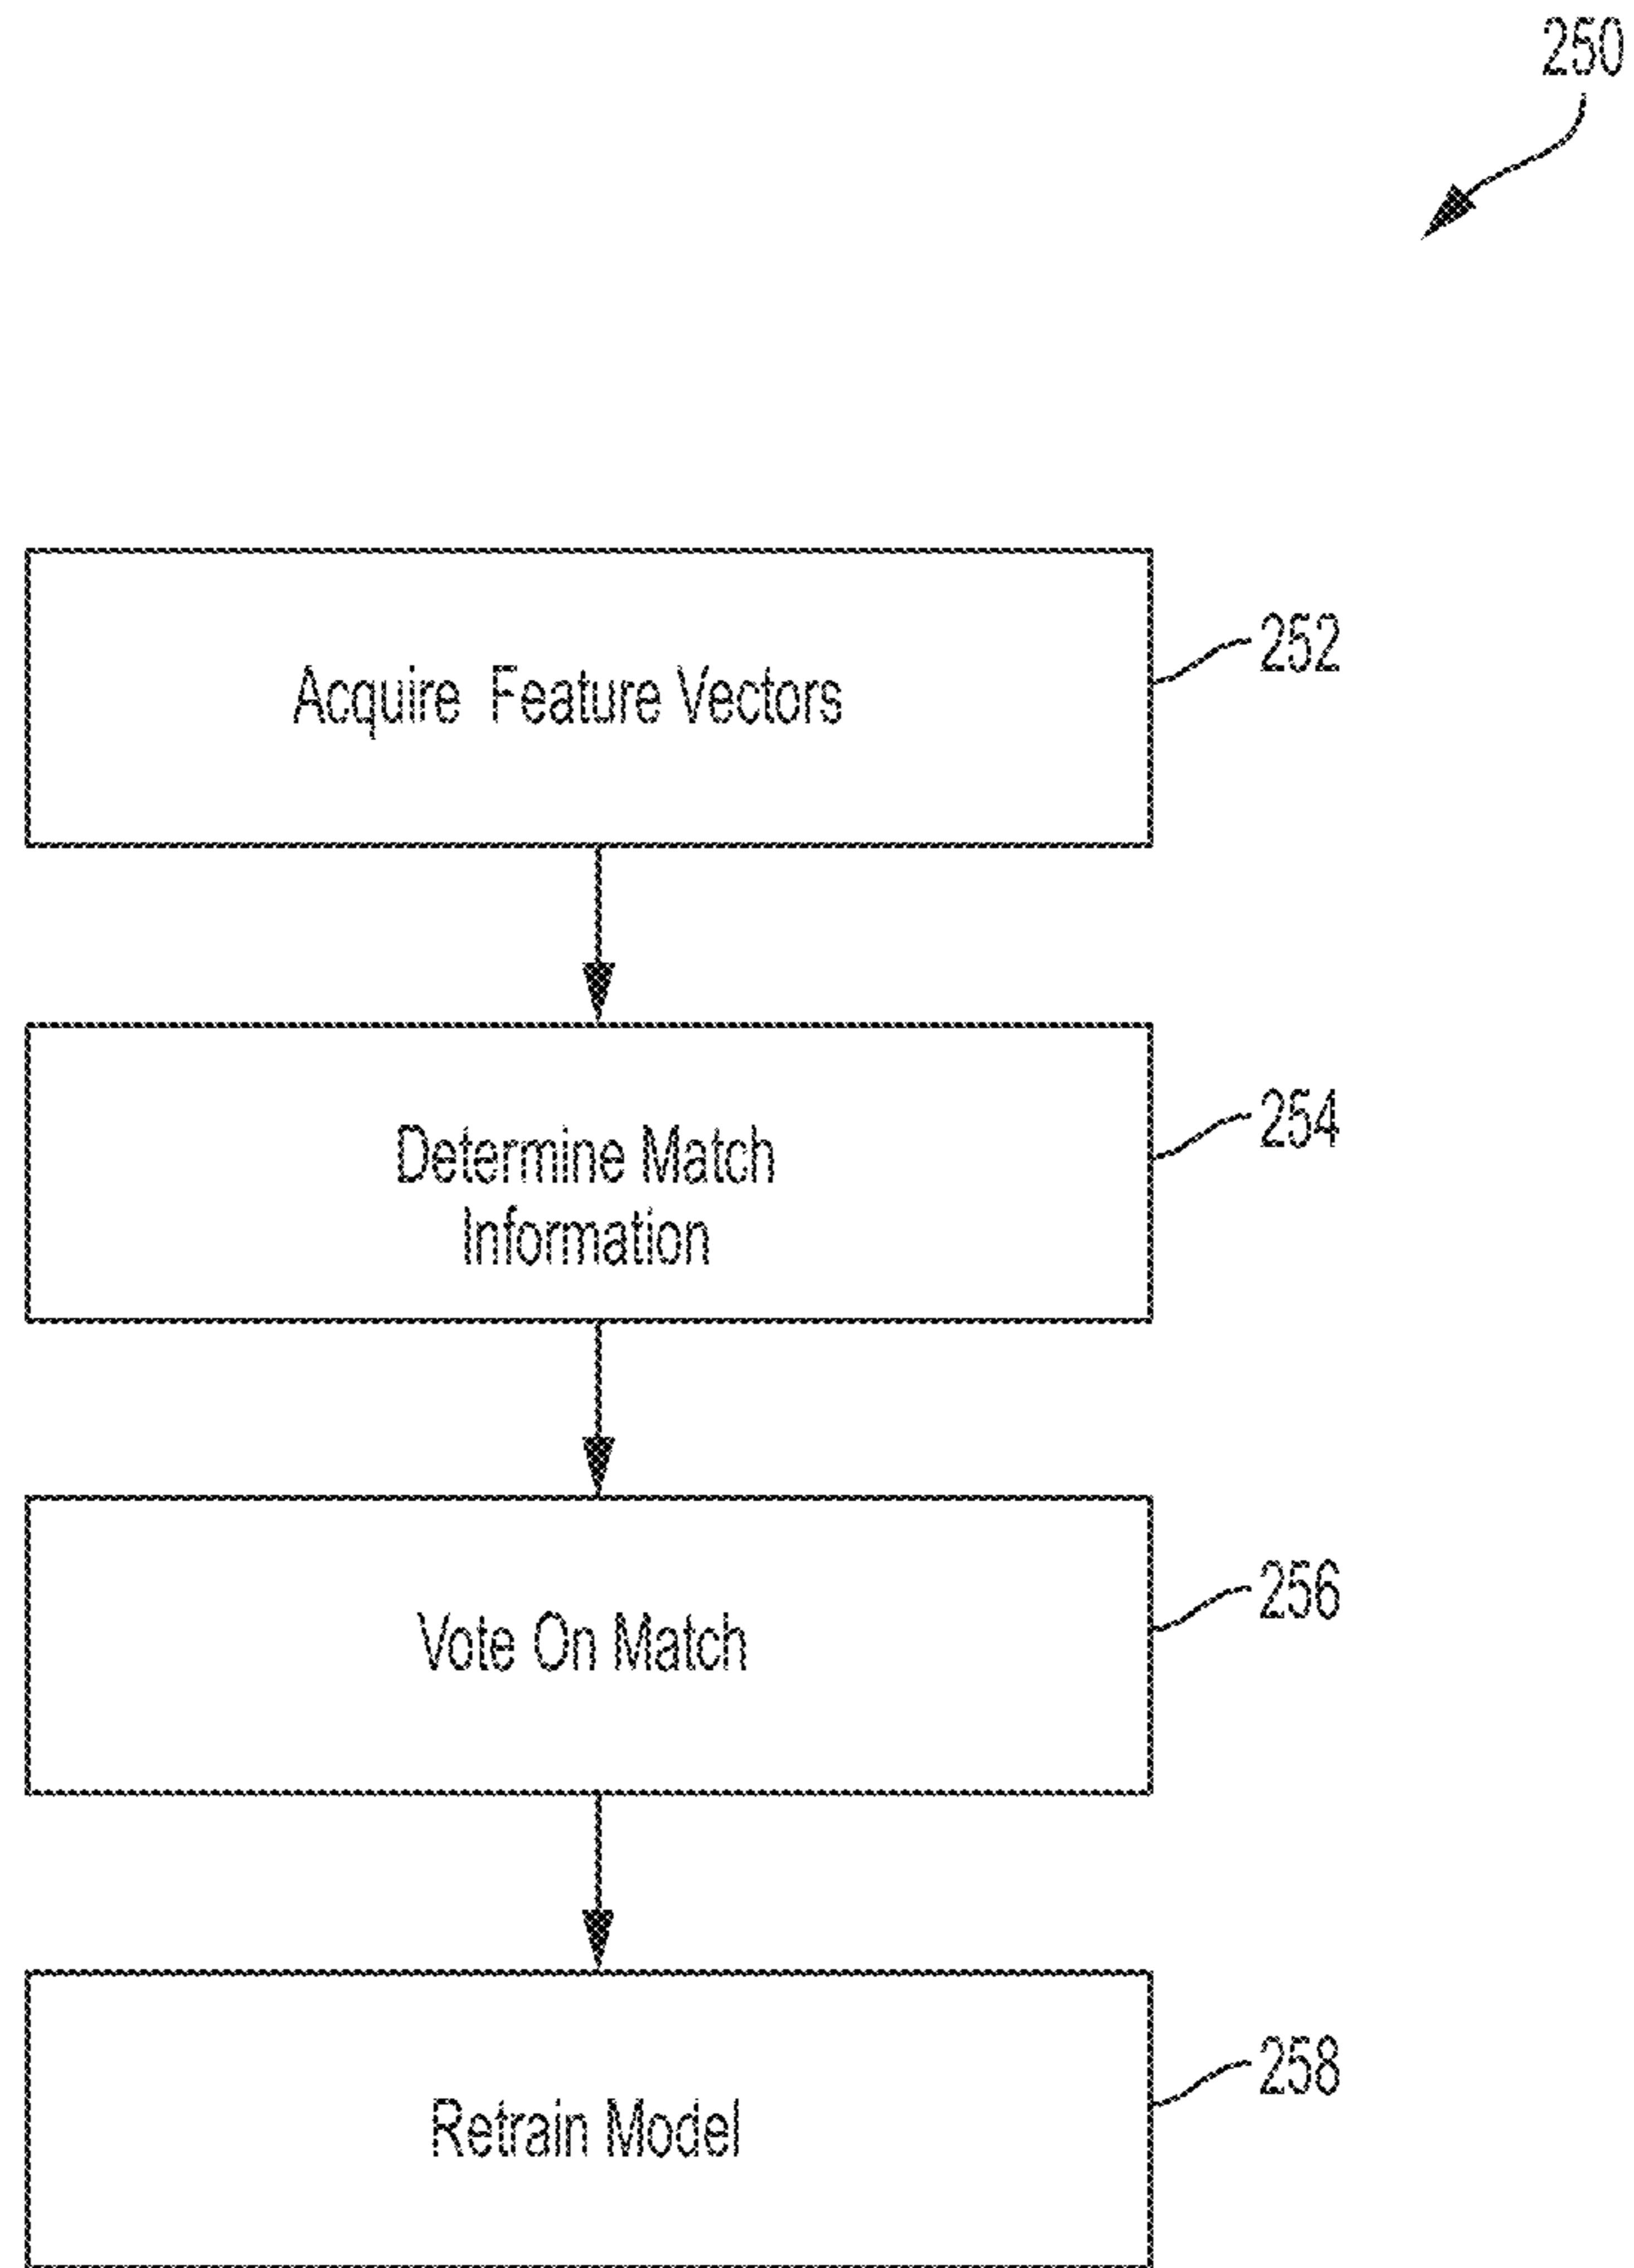 250
Acquire Feature Vectors
252
Determine Match
Information
254
Vote On Match
256
Retrain Model
258